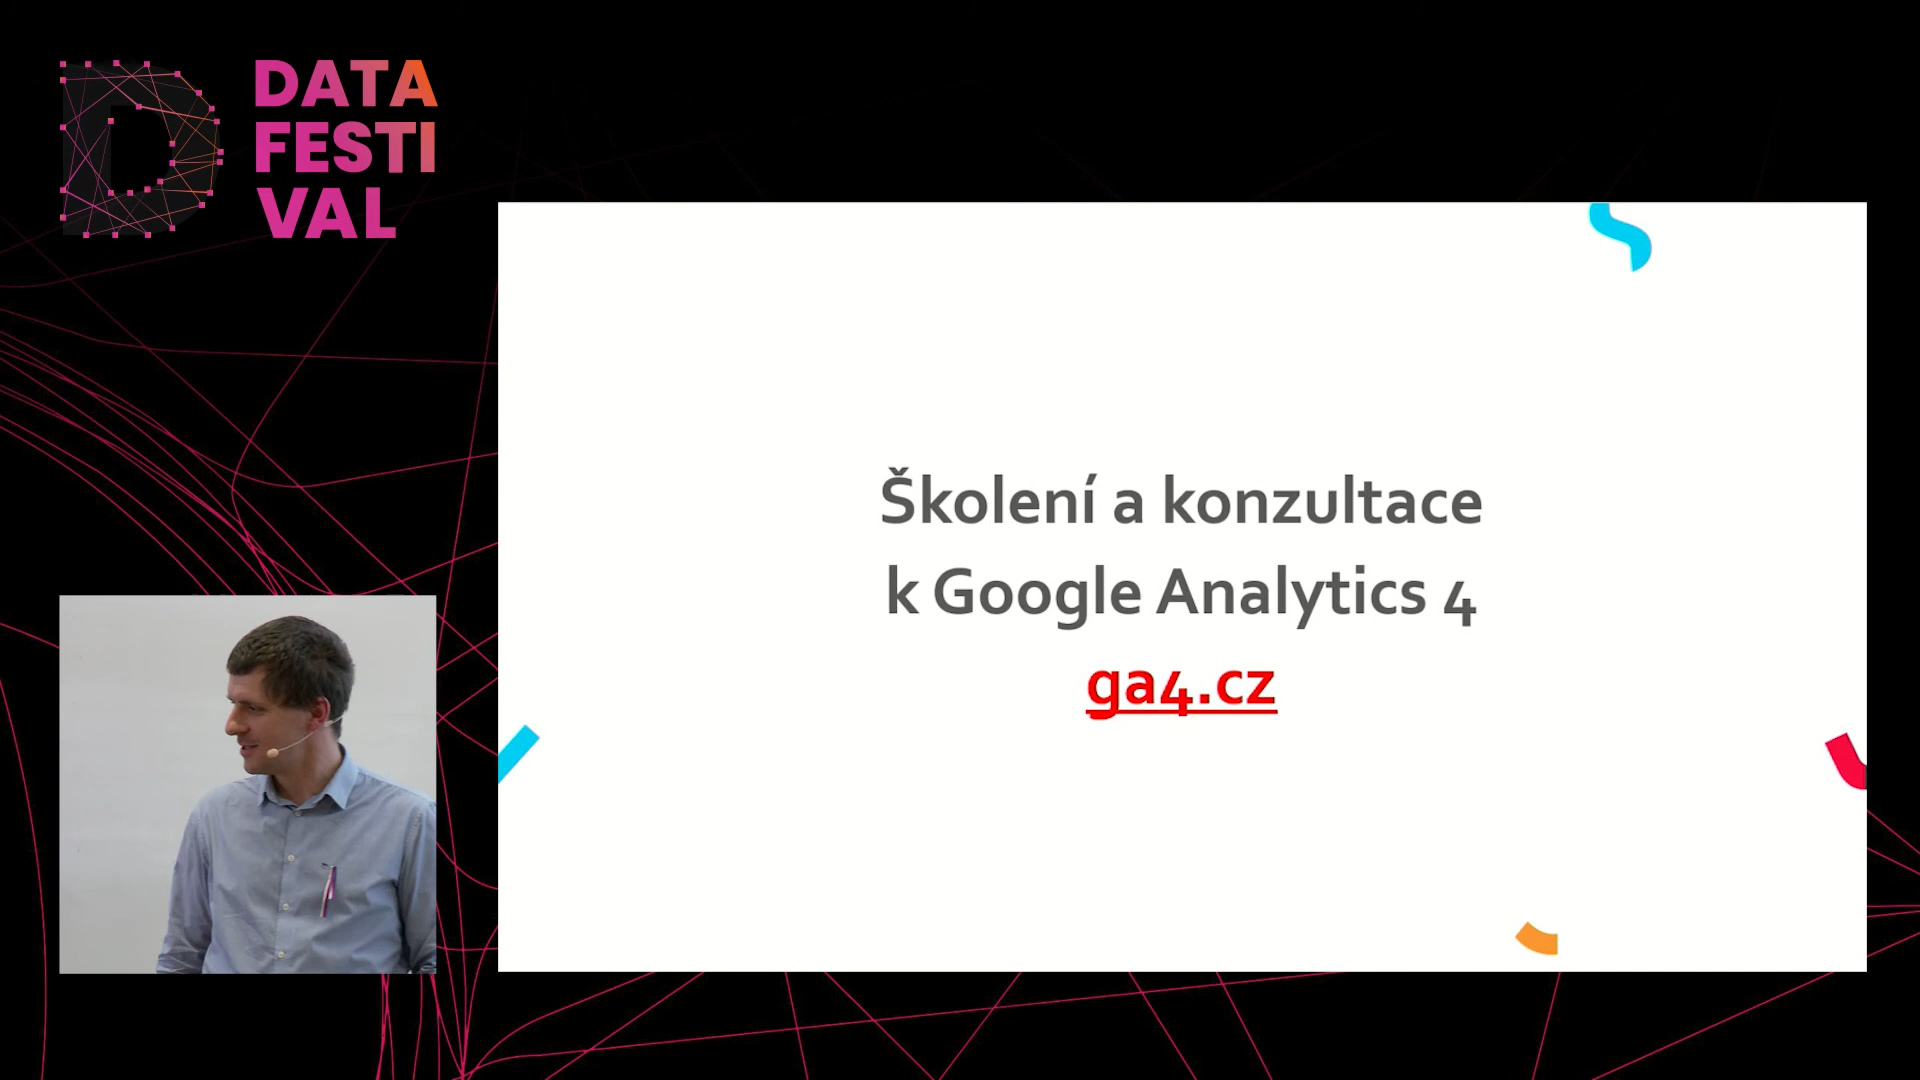 DATA
FESTI
VAL
Školení a konzultace
k Google Analytics 4
ga4.cz